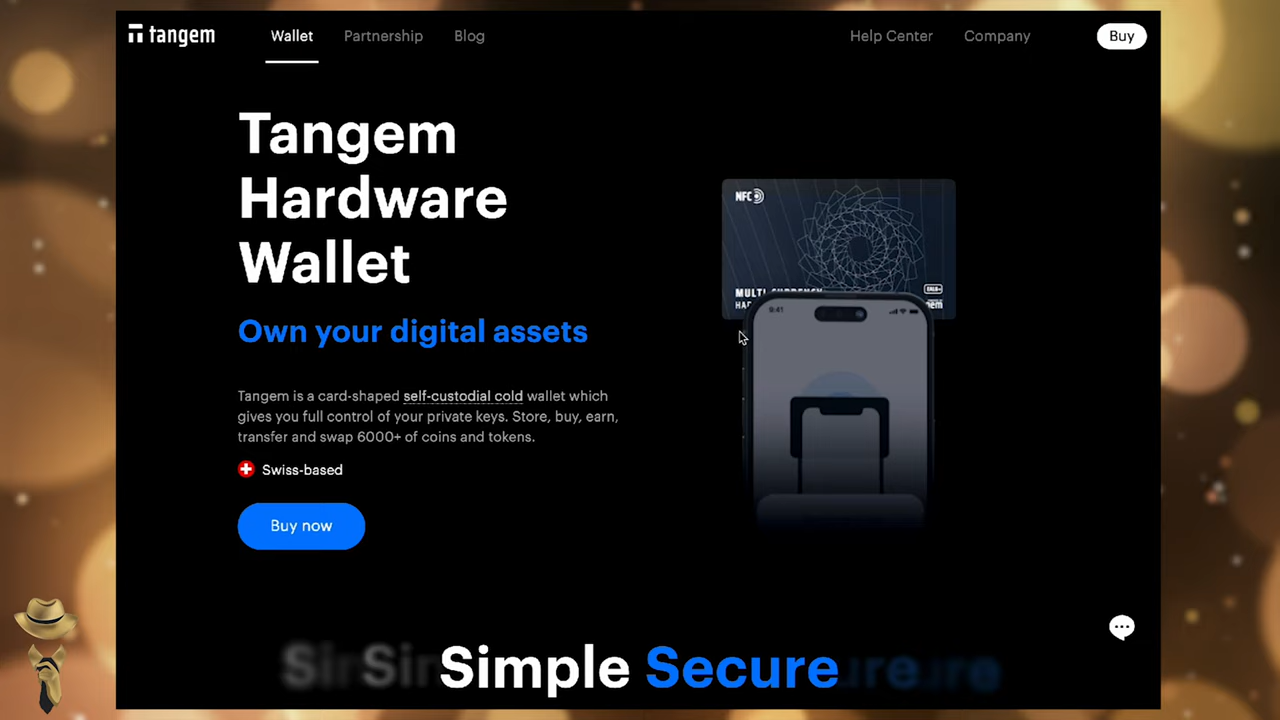 tangem
Wallet
Partnership
Blog
Help Center
Company
Buy
Tangem
Hardware
Wallet
Own your digital assets
Tangem is a card-shaped self-custodial cold wallet which
gives you full control of your private keys. Store, buy, earn,
transfer and swap 6000+ of coins and tokens.
Swiss-based
Buy now
NFC
MULTI CURRENCY
9:41
Simple Secure